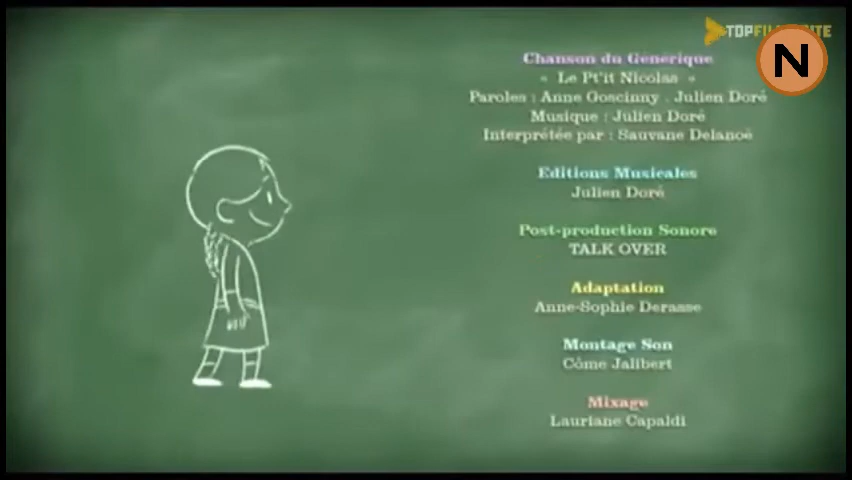 N
Chanson du Générique
« Le Pt'it Nicolas »
Paroles : Anne Goscinny . Julien Doré
Musique : Julien Doré
Interprétée par : Sauvane Delanoë
Editions Musicales
Julien Doré
Post-production Sonore
TALK OVER
Adaptation
Anne-Sophie Derasse
Montage Son
Côme Jalibert
Mixage
Lauriane Capaldi